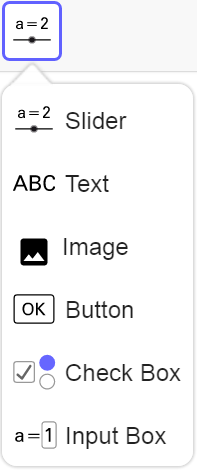 a=2
a=2 Slider
ABC Text
Image
OK Button
Check Box
a=1 Input Box